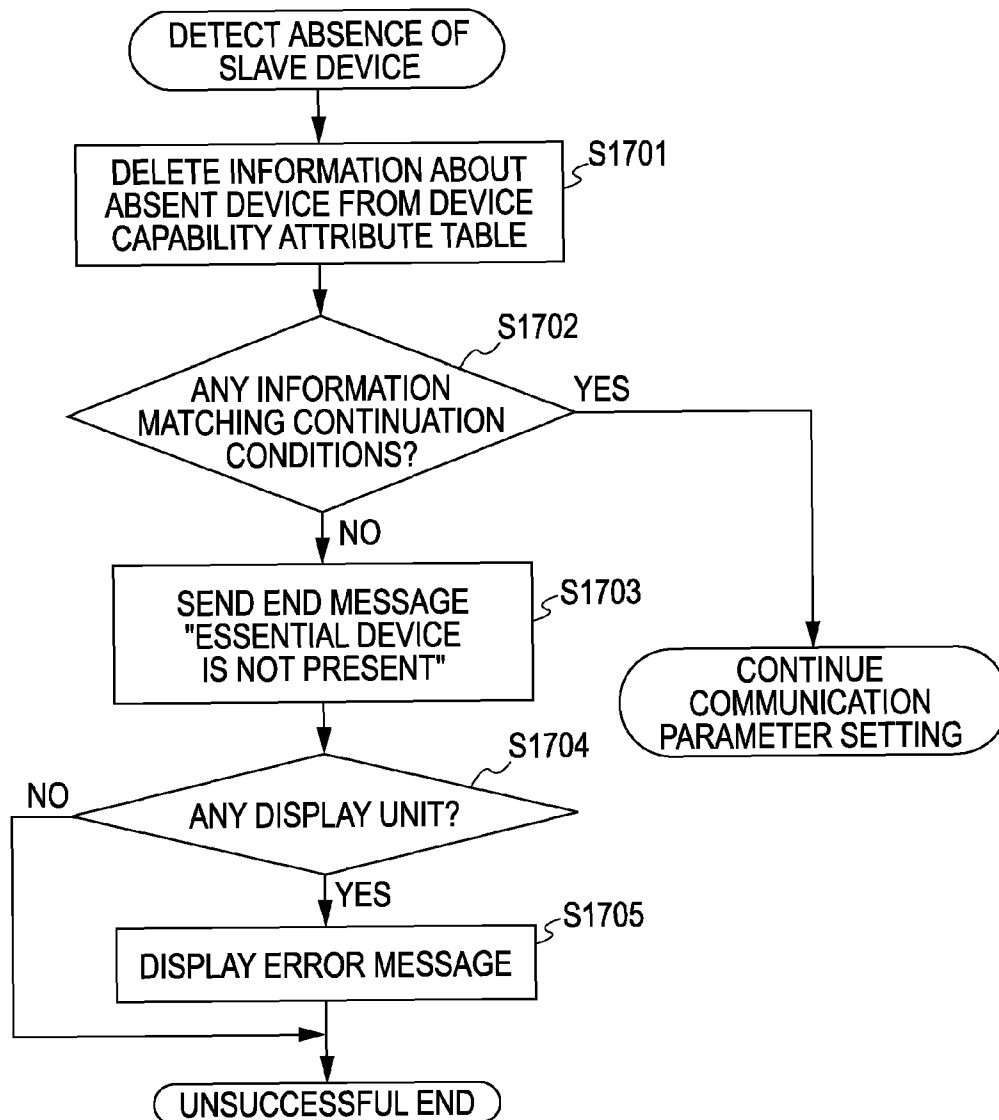 DETECT ABSENCE OF
SLAVE DEVICE
S1701
DELETE INFORMATION ABOUT
ABSENT DEVICE FROM DEVICE
CAPABILITY ATTRIBUTE TABLE
S1702
ANY INFORMATION
MATCHING CONTINUATION
CONDITIONS?
YES
NO
SEND END MESSAGE
"ESSENTIAL DEVICE
IS NOT PRESENT"
S1703
CONTINUE
COMMUNICATION
PARAMETER SETTING
S1704
NO
ANY DISPLAY UNIT?
YES
S1705
DISPLAY ERROR MESSAGE
UNSUCCESSFUL END